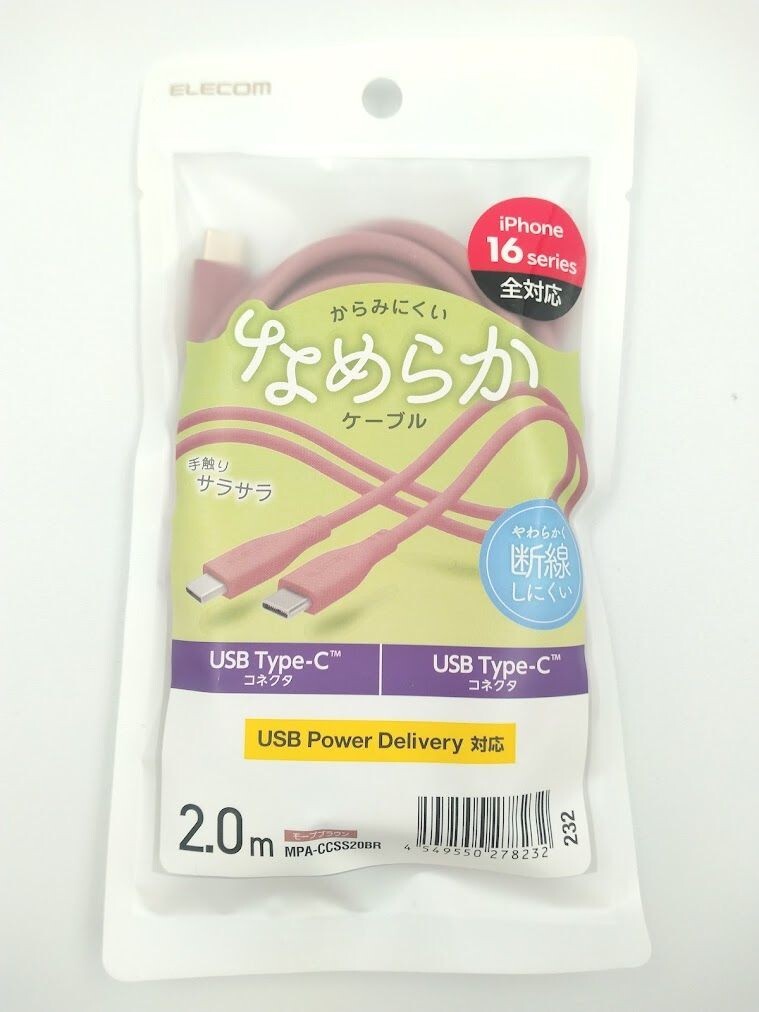 ELECOM
iPhone
16 series
全対応
からみにくい
なめらか
ケーブル
手触り
サラサラ
やわらかく
断線
しにくい
USB Type-C™
コネクタ
USB Type-C™
コネクタ
USB Power Delivery 対応
2.0m
モーブブラウン
MPA-CCSS20BR
4 549550 278232
232